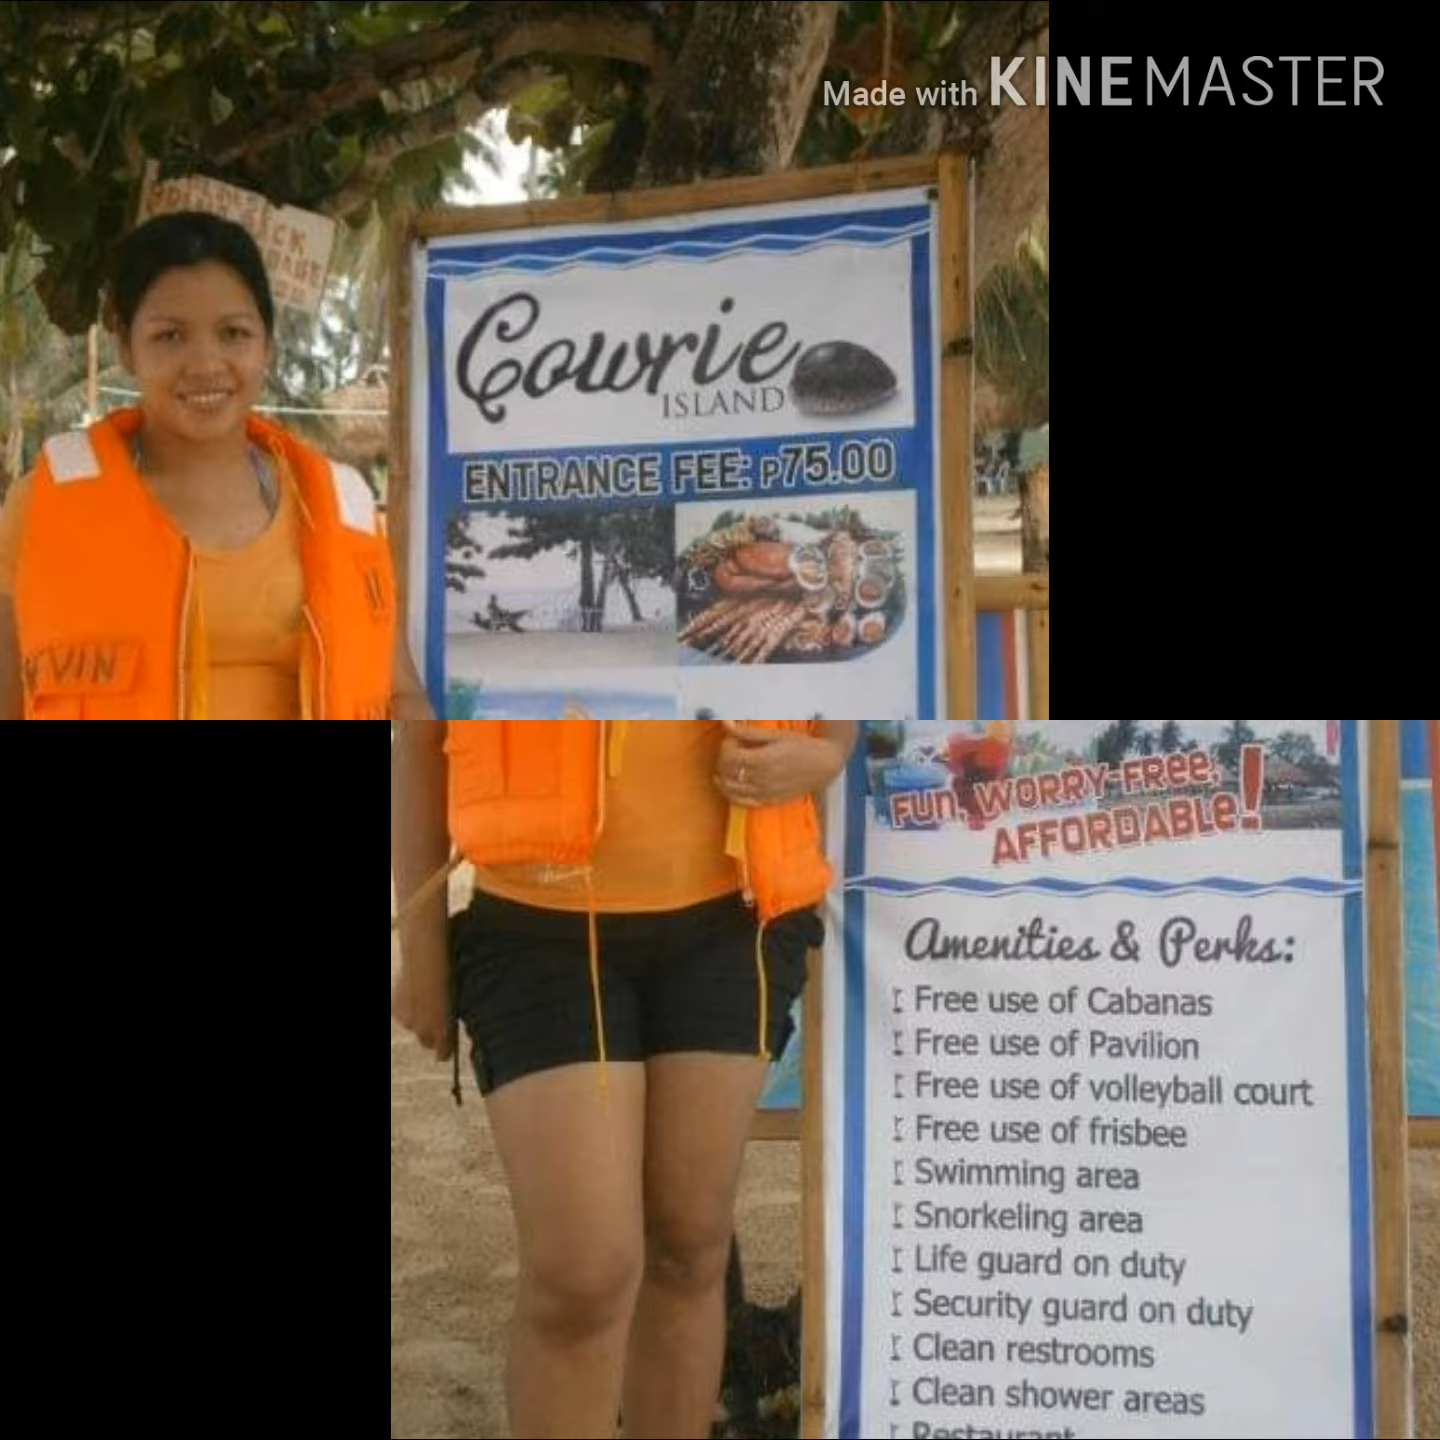 Made with KINEMASTER
Cowrie
ISLAND
ENTRANCE FEE: P75.00
VIN
FUN, WORRY-FREE,
AFFORDABLE!
Amenities & Perks:
Free use of Cabanas
Free use of Pavilion
Free use of volleyball court
Free use of frisbee
Swimming area
Snorkeling area
Life guard on duty
Security guard on duty
Clean restrooms
Clean shower areas
Restaurant